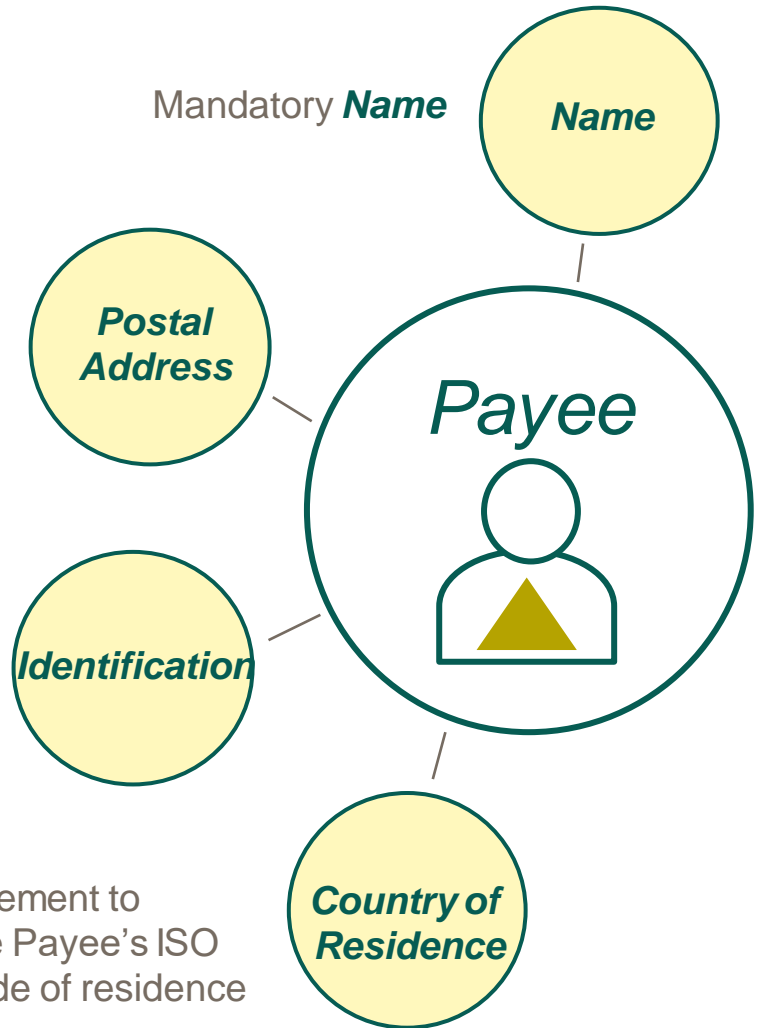 Mandatory Name
Name
Postal
Address
Payee
Identification
Country of
Residence
ement to
Payee's ISO
de of residence